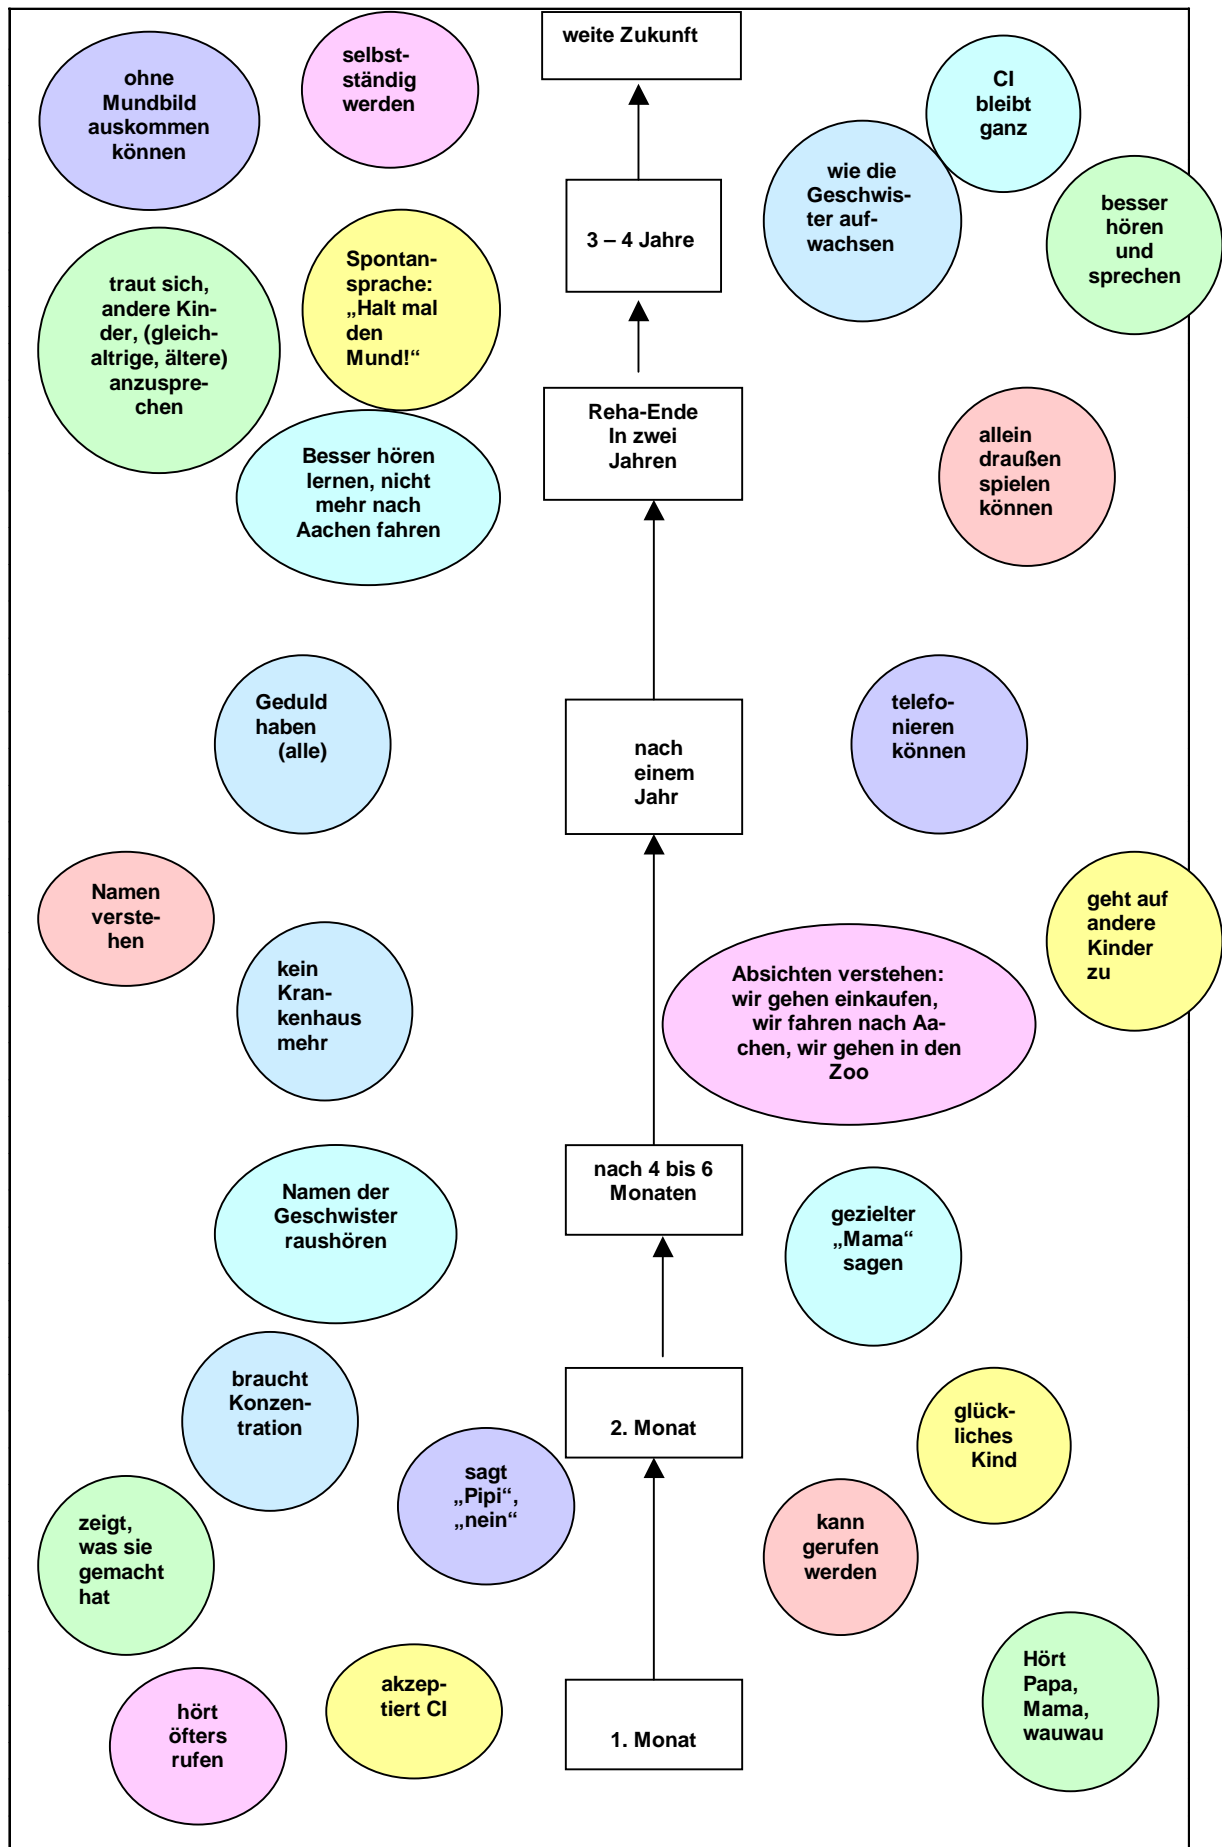 weite Zukunft
selbst-
ständig
werden
ohne
Mundbild
auskommen
können
CI
bleibt
ganz
wie die
Geschwis-
ter auf-
wachsen
besser
hören
und
sprechen
3 – 4 Jahre
Spontan-
sprache:
„Halt mal
den
Mund!“
traut sich,
andere Kin-
der, (gleich-
altrige, ältere)
anzuspre-
chen
Reha-Ende
In zwei
Jahren
allein
draußen
spielen
können
Besser hören
lernen, nicht
mehr nach
Aachen fahren
Geduld
haben
(alle)
nach
einem
Jahr
telefo-
nieren
können
Namen
verste-
hen
geht auf
andere
Kinder
zu
kein
Kran-
kenhaus
mehr
Absichten verstehen:
wir gehen einkaufen,
wir fahren nach Aa-
chen, wir gehen in den
Zoo
nach 4 bis 6
Monaten
Namen der
Geschwister
raushören
gezielter
„Mama“
sagen
braucht
Konzen-
tration
2. Monat
glück-
liches
Kind
sagt
„Pipi“,
„nein“
zeigt,
was sie
gemacht
hat
kann
gerufen
werden
Hört
Papa,
Mama,
wauwau
akzep-
tiert CI
hört
öfters
rufen
1. Monat